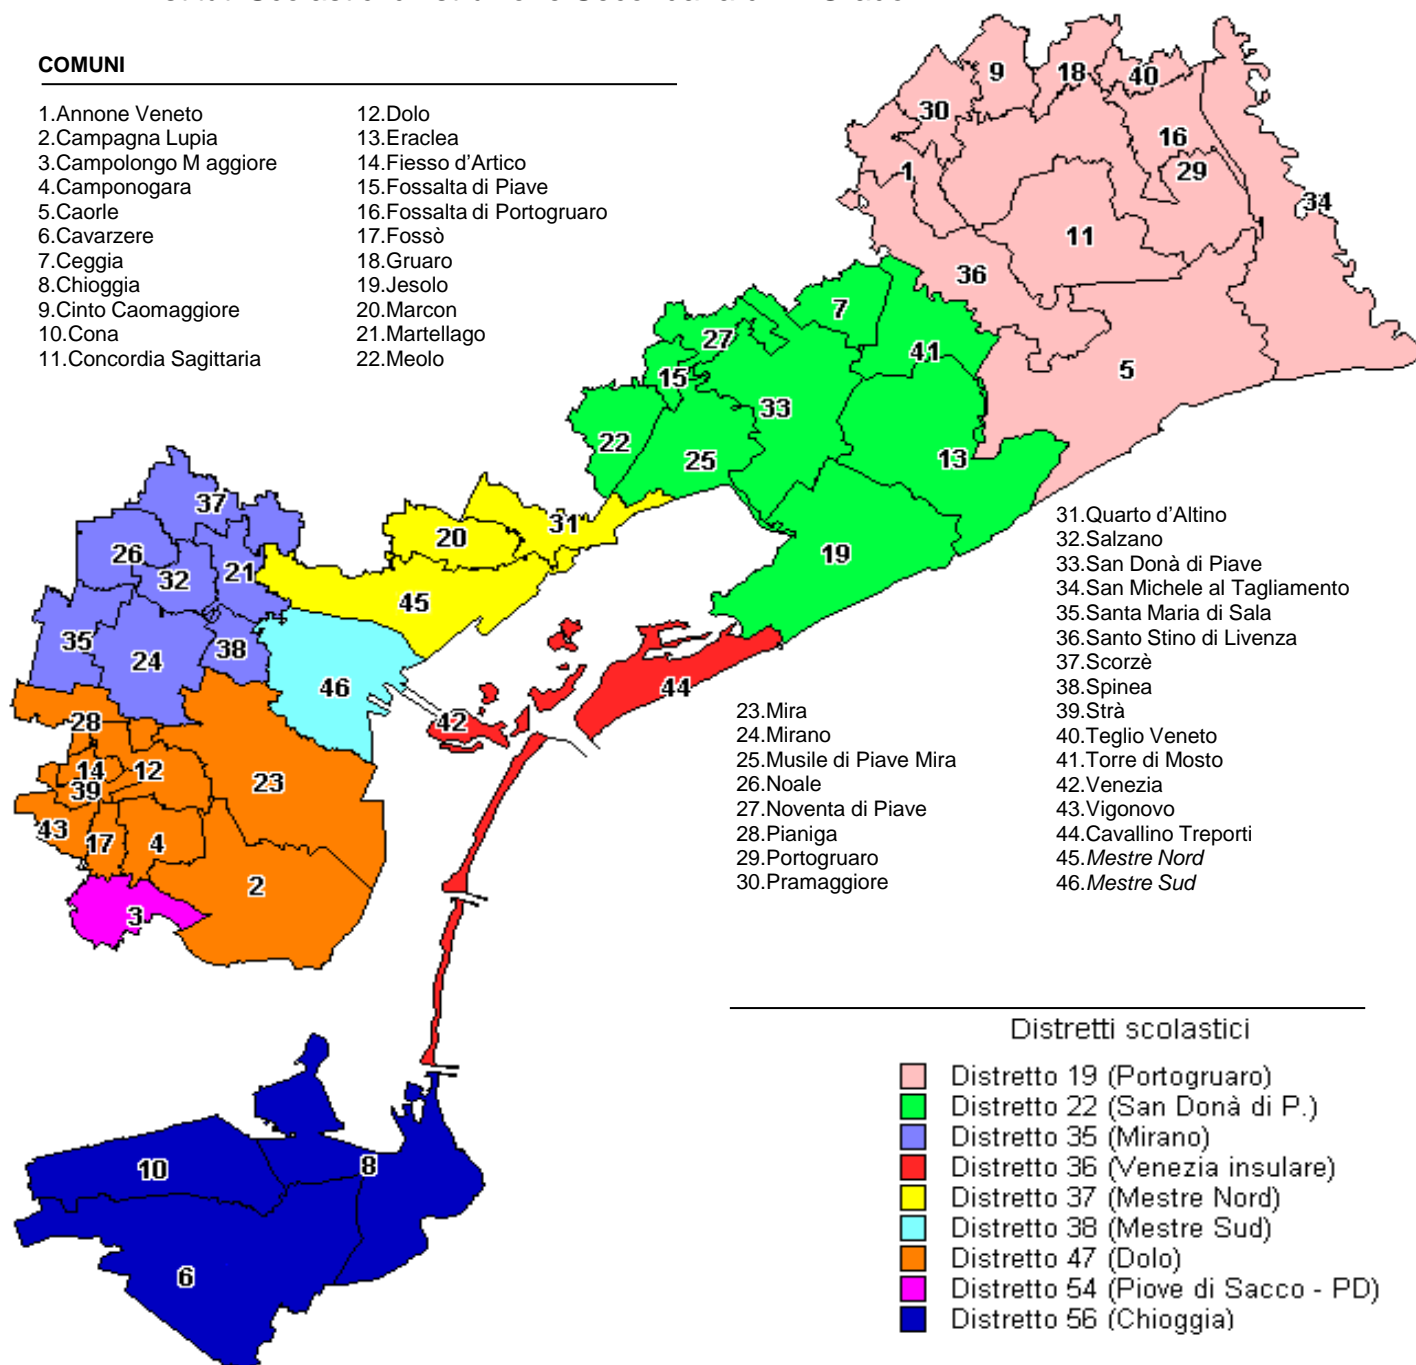 COMUNI
1.Annone Veneto
2.Campagna Lupia
3.Campolongo M aggiore
4.Camponogara
5.Caorle
6.Cavarzere
7.Ceggia
8.Chioggia
9.Cinto Caomaggiore
10.Cona
11.Concordia Sagittaria
12.Dolo
13.Eraclea
14.Fiesso d'Artico
15.Fossalta di Piave
16.Fossalta di Portogruaro
17.Fossò
18.Gruaro
19.Jesolo
20.Marcon
21.Martellago
22.Meolo
23.Mira
24.Mirano
25.Musile di Piave Mira
26.Noale
27.Noventa di Piave
28.Pianiga
29.Portogruaro
30.Pramaggiore
31.Quarto d'Altino
32.Salzano
33.San Donà di Piave
34.San Michele al Tagliamento
35.Santa Maria di Sala
36.Santo Stino di Livenza
37.Scorzè
38.Spinea
39.Strà
40.Teglio Veneto
41.Torre di Mosto
42.Venezia
43.Vigonovo
44.Cavallino Treporti
45.Mestre Nord
46.Mestre Sud
9
18
40
30
16
1
29
34
11
36
7
27
41
15
5
33
22
25
13
37
20
31
26
32
21
19
45
35
24
38
46
44
28
42
14
12
23
39
43
17
4
2
3
10
8
6
Distretti scolastici
Distretto 19 (Portogruaro)
Distretto 22 (San Donà di P.)
Distretto 35 (Mirano)
Distretto 36 (Venezia insulare)
Distretto 37 (Mestre Nord)
Distretto 38 (Mestre Sud)
Distretto 47 (Dolo)
Distretto 54 (Piove di Sacco - PD)
Distretto 56 (Chioggia)